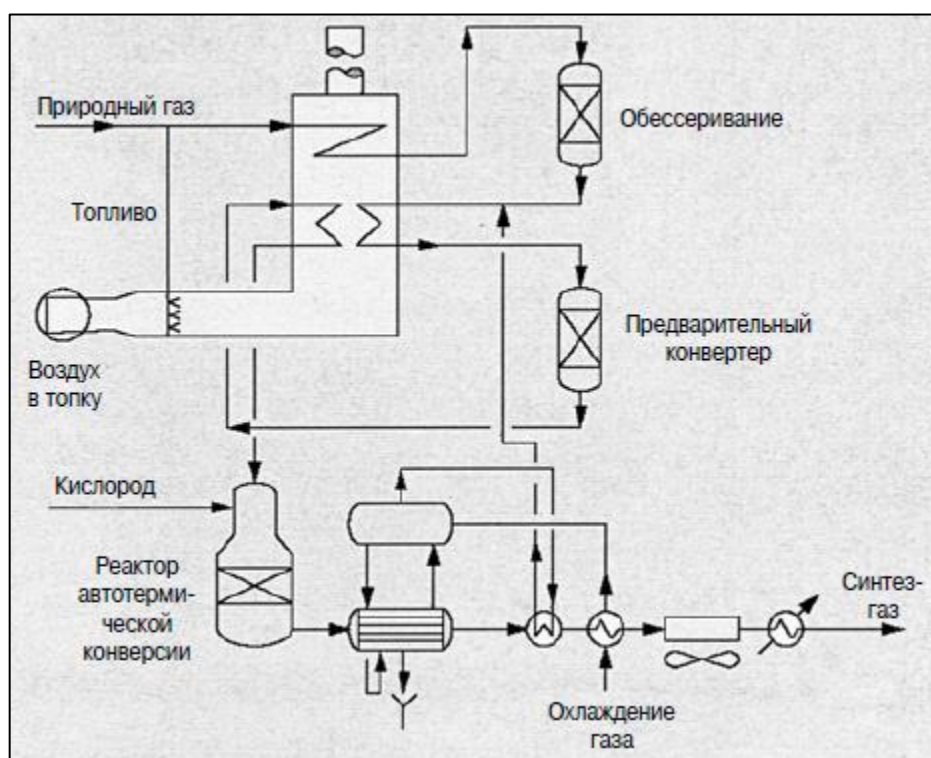 Природный газ
Обессеривание
Топливо
Предварительный
конвертер
Воздух
в топку
Кислород
Реактор
автотерми-
ческой
конверсии
Синтез-
газ
Охлаждение
газа